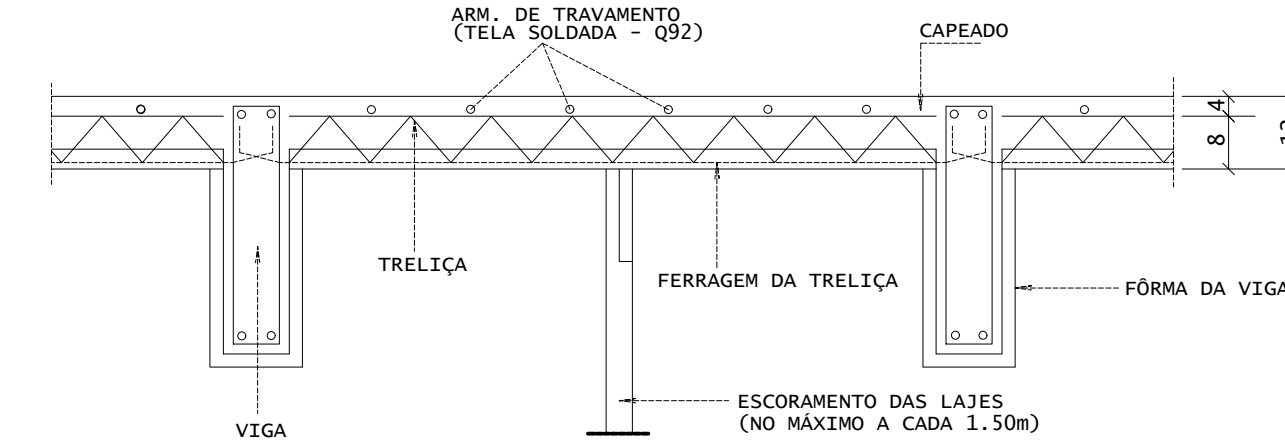 ARM. DE TRAVAMENTO
(TELA SOLDADA - Q92)
CAPEADO
4
8
12
TRELIÇA
FERRAGEM DA TRELIÇA
FÔRMA DA VIGA
ESCORAMENTO DAS LAJES
(NO MÁXIMO A CADA 1.50m)
VIGA